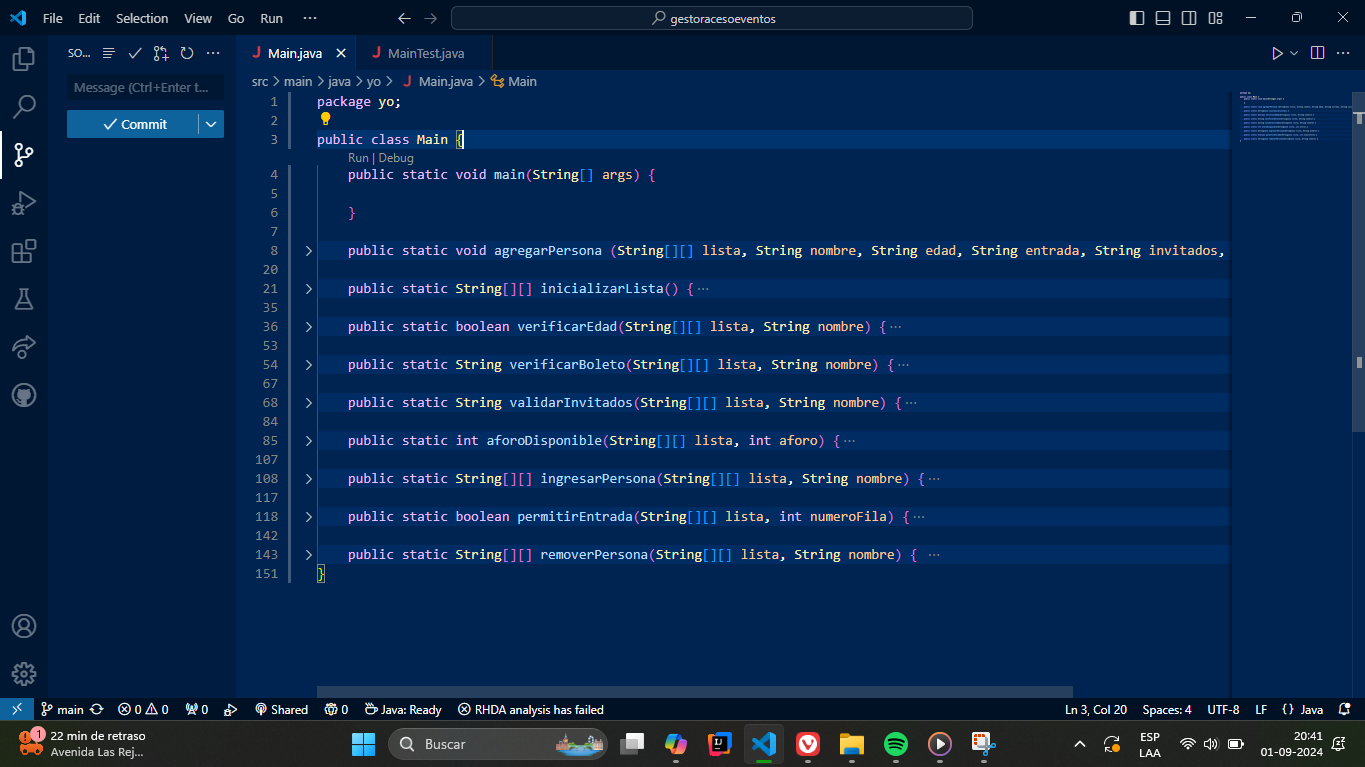 File Edit Selection View Go Run ···
gestoracesoeventos
SO...
Message (Ctrl+Enter t...
Commit
J Main.java
J MainTest.java
src > main > java > yo > J Main.java > Main
1 package yo;
2
3 public class Main {
Run | Debug
4 public static void main(String[] args) {
5
6 }
7
8 public static void agregarPersona (String[][] lista, String nombre, String edad, String entrada, String invitados,
20
21 public static String[][] inicializarLista() { ···
35
36 public static boolean verificarEdad(String[][] lista, String nombre) { ···
53
54 public static String verificarBoleto(String[][] lista, String nombre) { ···
67
68 public static String validarInvitados(String[][] lista, String nombre) { ···
84
85 public static int aforoDisponible(String[][] lista, int aforo) { ···
107
108 public static String[][] ingresarPersona(String[][] lista, String nombre) { ···
117
118 public static boolean permitirEntrada(String[][] lista, int numeroFila) { ···
142
143 public static String[][] removerPersona(String[][] lista, String nombre) { ···
151 }
main 0 0 0 Shared 0 Java: Ready RHDA analysis has failed Ln 3, Col 20 Spaces: 4 UTF-8 LF {} Java
1 22 min de retraso
Avenida Las Rej...
Buscar
ESP
LAA
20:41
01-09-2024